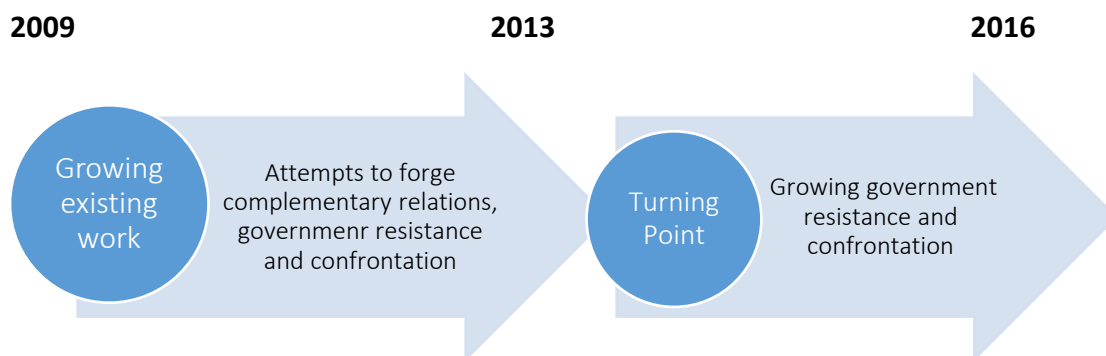 2009
2013
2016
Growing
existing
work
Attempts to forge
complementary relations,
governmenr resistance
and confrontation
Turning
Point
Growing government
resistance and
confrontation